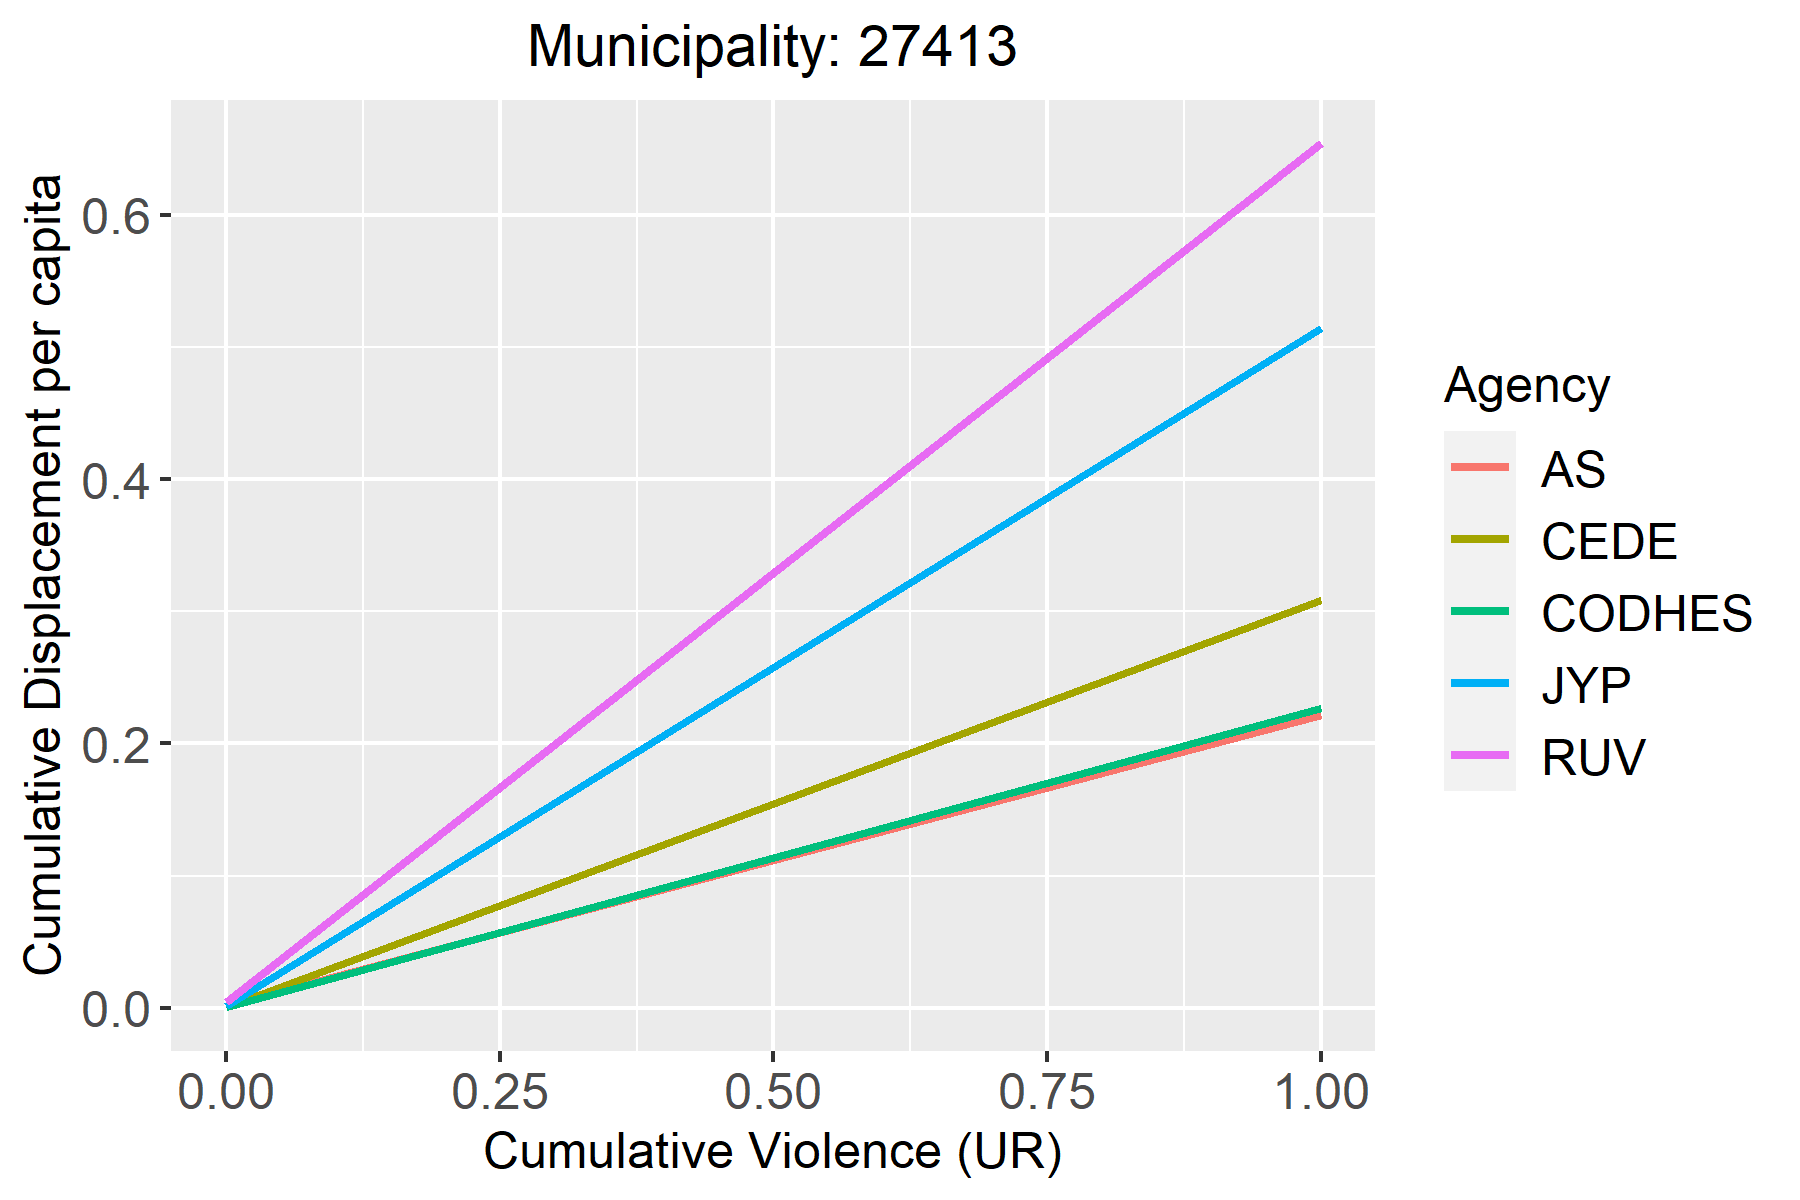 Municipality: 27413
Cumulative Displacement per capita
0.6
0.4
0.2
0.0
0.00 0.25 0.50 0.75 1.00
Cumulative Violence (UR)
Agency
AS
CEDE
CODHES
JYP
RUV